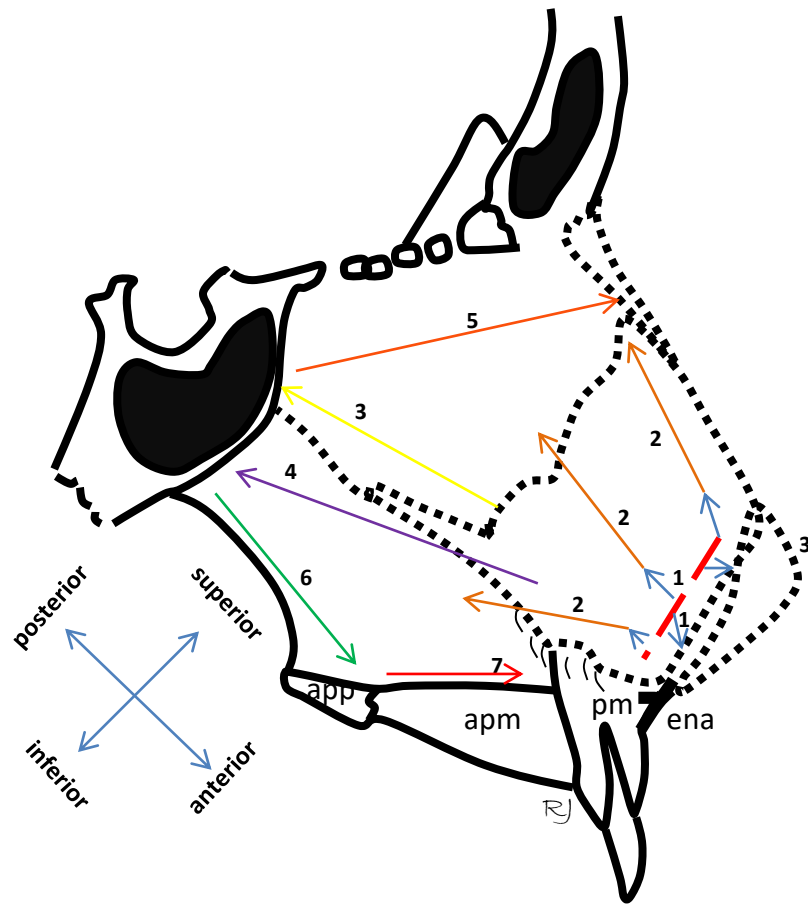 5
3
2
4
2
3
1
6
1
2
posterior
superior
7
app
apm
pm
ena
inferior
anterior
RJ